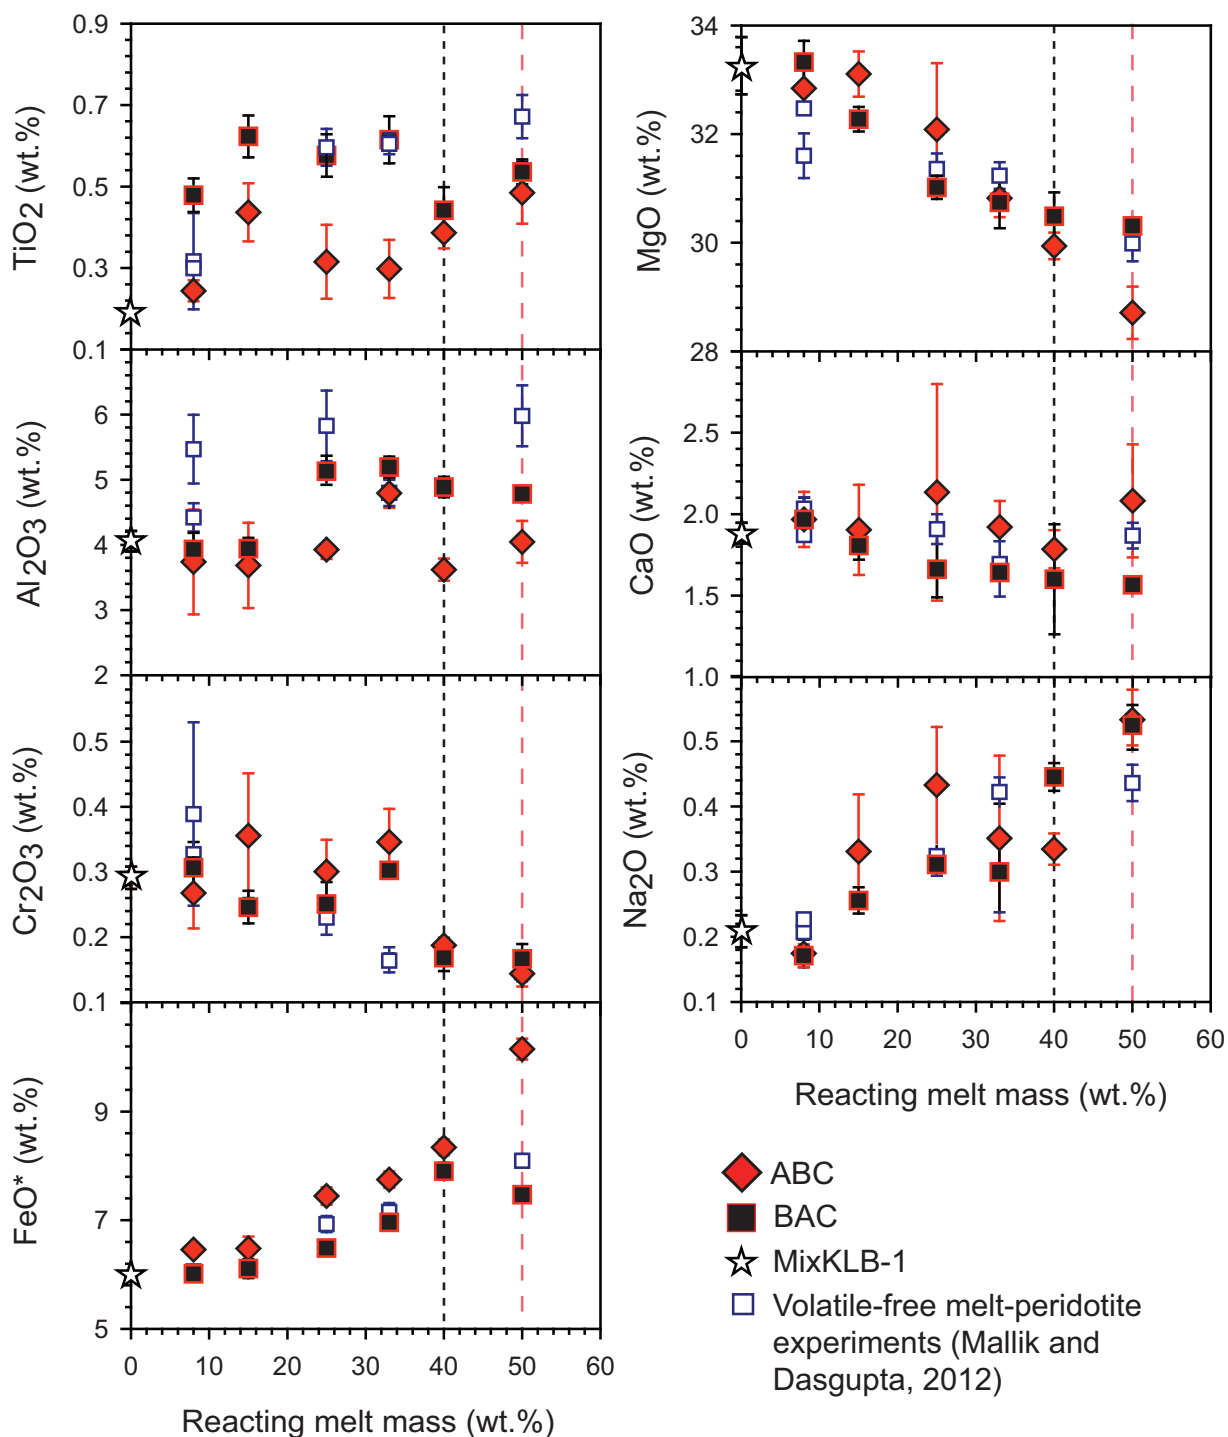 TiO2 (wt.%)
0.9
0.7
0.5
0.3
0.1
Al2O3 (wt.%)
6
5
4
3
2
Cr2O3 (wt.%)
0.5
0.4
0.3
0.2
0.1
FeO* (wt.%)
9
7
5
0 10 20 30 40 50 60
Reacting melt mass (wt.%)
MgO (wt.%)
34
32
30
28
CaO (wt.%)
2.5
2.0
1.5
1.0
Na2O (wt.%)
0.5
0.4
0.3
0.2
0.1
0 10 20 30 40 50 60
Reacting melt mass (wt.%)
ABC
BAC
MixKLB-1
Volatile-free melt-peridotite
experiments (Mallik and
Dasgupta, 2012)